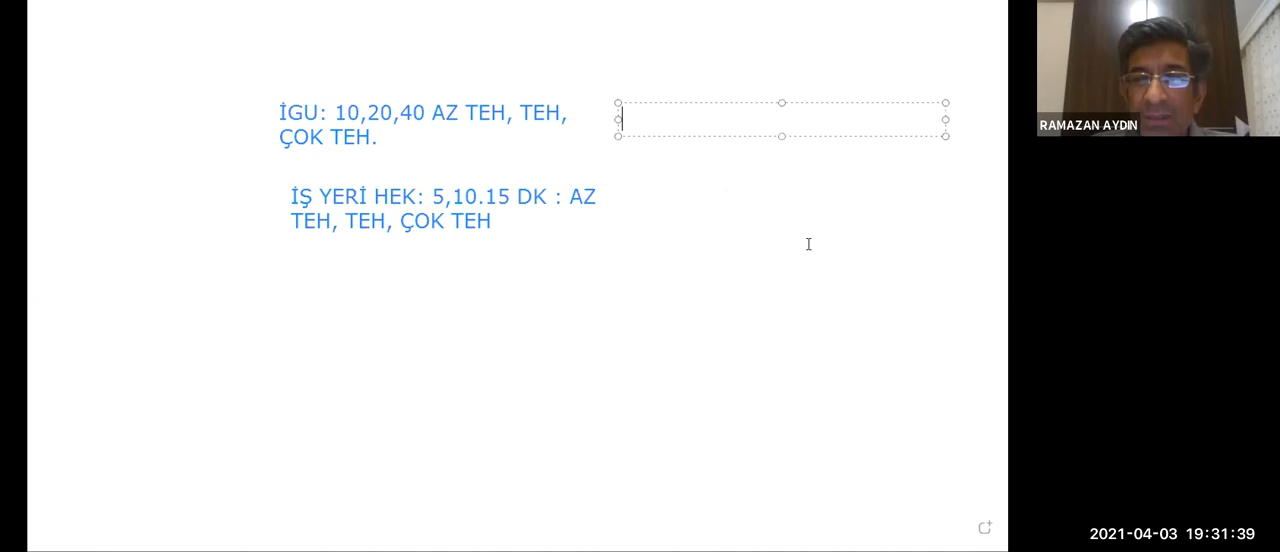 İGU: 10,20,40 AZ TEH, TEH,
ÇOK TEH.
İŞ YERİ HEK: 5,10.15 DK : AZ
TEH, TEH, ÇOK TEH
RAMAZAN AYDIN
2021-04-03 19:31:39